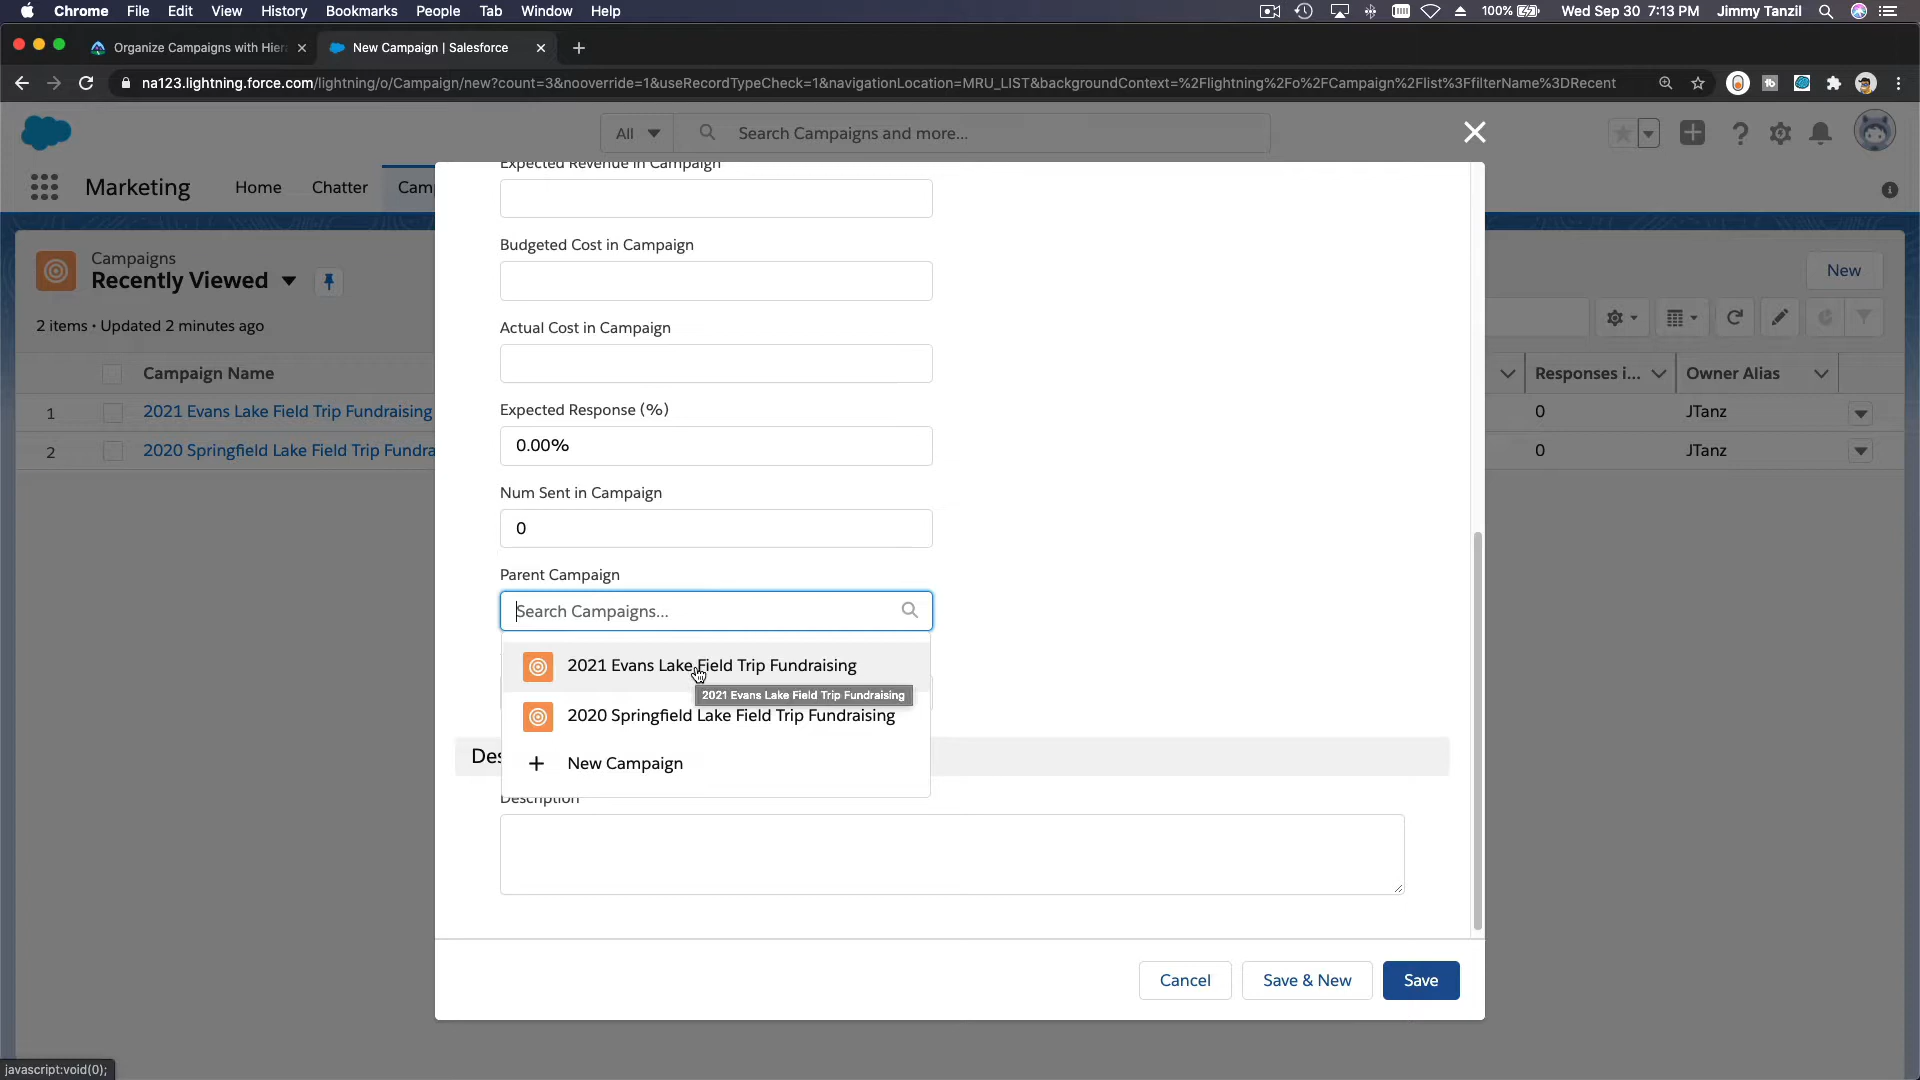 Chrome File Edit View History Bookmarks People Tab Window Help 100% Wed Sep 30 7:13 PM Jimmy Tanzil
Organize Campaigns with Hier
New Campaign | Salesforce
na123.lightning.force.com/lightning/o/Campaign/new?count=3&nooverride=1&useRecordTypeCheck=1&navigationLocation=MRU_LIST&backgroundContext=%2Flightning%2Fo%2FCampaign%2Flist%3FfilterName%3DRecent
All Search Campaigns and more...
Marketing Home Chatter Cam
Expected Revenue in Campaign
Budgeted Cost in Campaign
Campaigns
Recently Viewed
New
2 items • Updated 2 minutes ago
Actual Cost in Campaign
Campaign Name Responses i... Owner Alias
1 2021 Evans Lake Field Trip Fundraising 0 JTanz
2 2020 Springfield Lake Field Trip Fundra 0 JTanz
Expected Response (%)
0.00%
Num Sent in Campaign
0
Parent Campaign
Search Campaigns...
2021 Evans Lake Field Trip Fundraising
2021 Evans Lake Field Trip Fundraising
2020 Springfield Lake Field Trip Fundraising
Des
New Campaign
Description
Cancel Save & New Save
javascript:void(0);